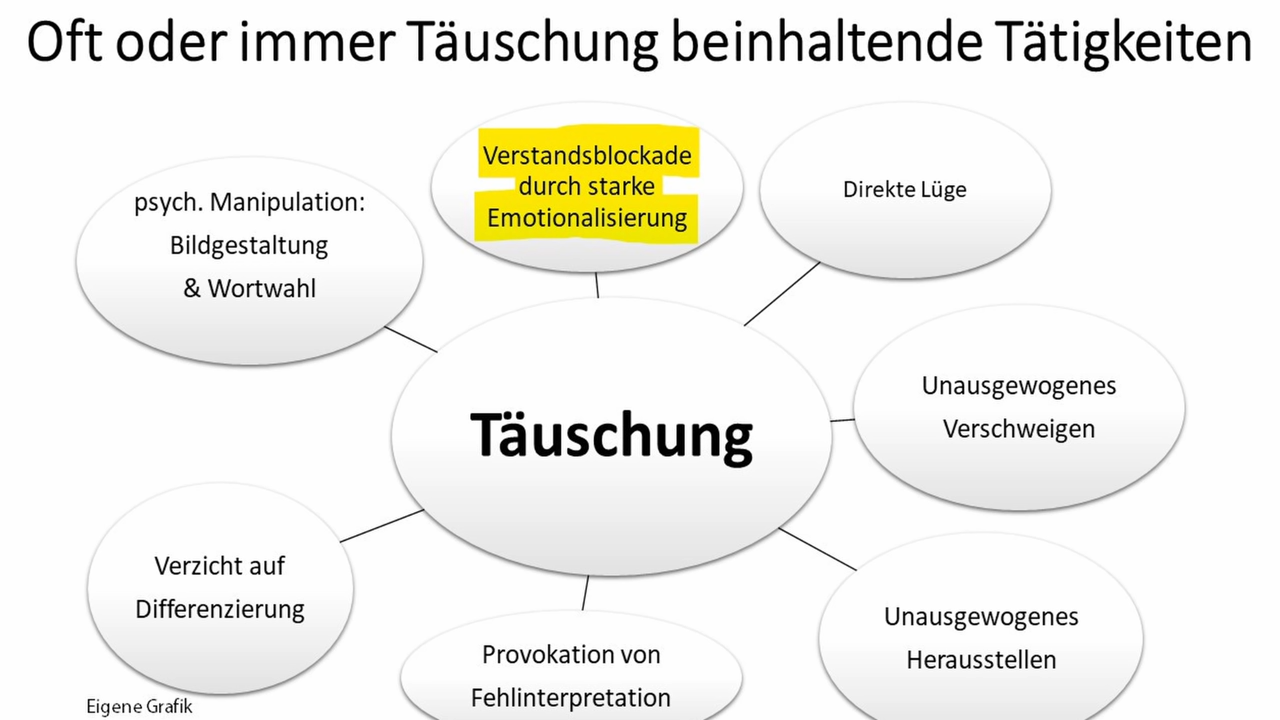 Oft oder immer Täuschung beinhaltende Tätigkeiten
Verstandsblockade
durch starke
Emotionalisierung
Direkte Lüge
psych. Manipulation:
Bildgestaltung
& Wortwahl
Unausgewogenes
Verschweigen
Täuschung
Verzicht auf
Differenzierung
Unausgewogenes
Herausstellen
Provokation von
Fehlinterpretation
Eigene Grafik